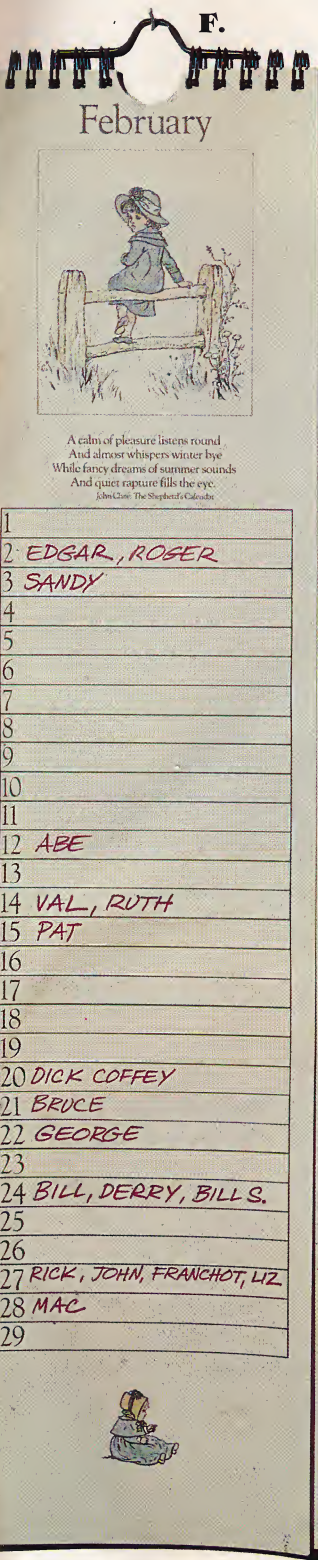 F.
February
A calm of pleasure listens round
And almost whispers winter bye
While fancy dreams of summer sounds
And quiet rapture fills the eye.
John Clare: The Shepherd's Calendar
1
2 EDGAR, ROGER
3 SANDY
4
5
6
7
8
9
10
11
12 ABE
13
14 VAL, RUTH
15 PAT
16
17
18
19
20 DICK COFFEY
21 BRUCE
22 GEORGE
23
24 BILL, DERRY, BILL S.
25
26
27 RICK, JOHN, FRANCHOT, LIZ
28 MAC
29